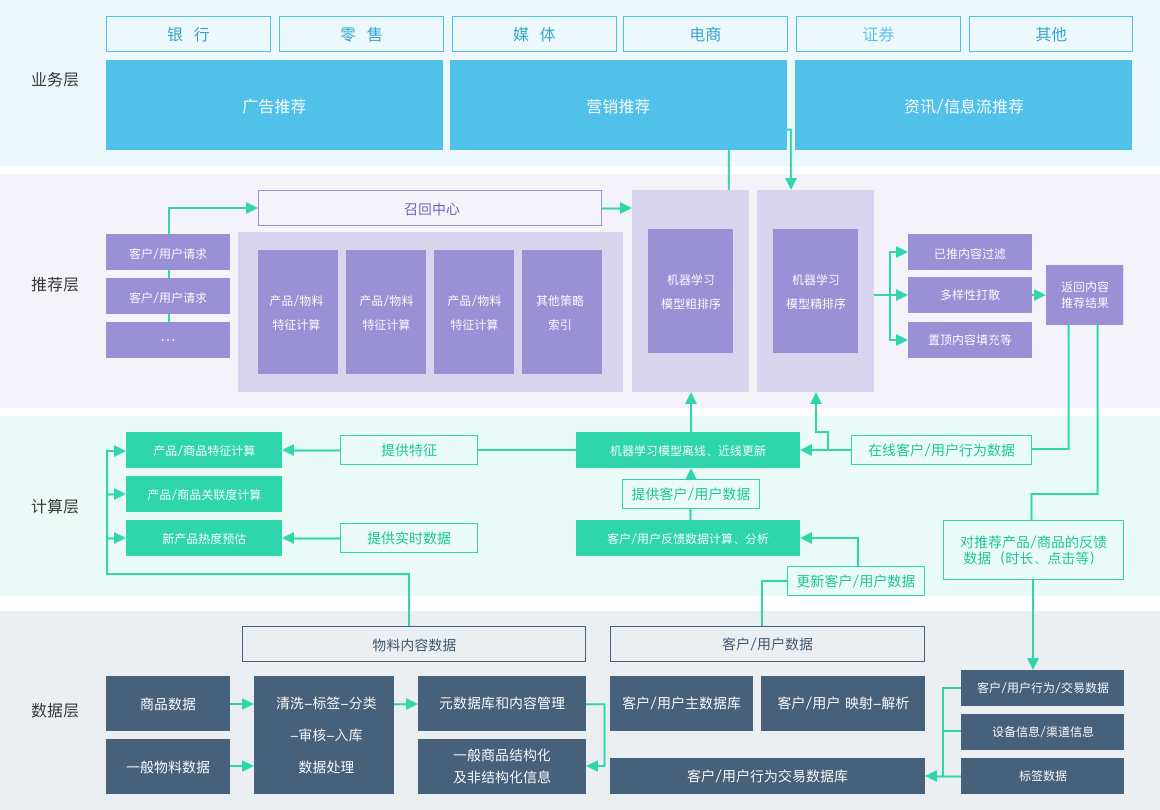 银 行
零 售
媒 体
电商
证券
其他
业务层
广告推荐
营销推荐
资讯/信息流推荐
推荐层
召回中心
客户/用户请求
客户/用户请求
...
产品/物料
特征计算
产品/物料
特征计算
产品/物料
特征计算
其他策略
索引
机器学习
模型粗排序
机器学习
模型精排序
已推内容过滤
多样性打散
置顶内容填充等
返回内容
推荐结果
计算层
产品/商品特征计算
提供特征
机器学习模型离线、近线更新
在线客户/用户行为数据
产品/商品关联度计算
提供客户/用户数据
新产品热度预估
提供实时数据
客户/用户反馈数据计算、分析
对推荐产品/商品的反馈
数据（时长、点击等）
更新客户/用户数据
数据层
物料内容数据
客户/用户数据
商品数据
一般物料数据
清洗–标签–分类
–审核–入库
数据处理
元数据库和内容管理
一般商品结构化
及非结构化信息
客户/用户主数据库
客户/用户 映射–解析
客户/用户行为交易数据库
客户/用户行为/交易数据
设备信息/渠道信息
标签数据